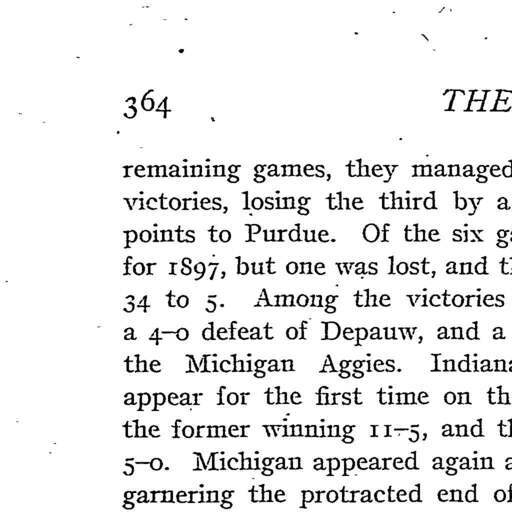 364 THE
remaining games, they managed
victories, losing the third by a
points to Purdue. Of the six
for 1897, but one was lost, and
34 to 5. Among the victories
a 4–0 defeat of Depauw, and a
the Michigan Aggies.
appear for the first time on
the former winning 11–5, and
5–0. Michigan appeared again
garnering the protracted end of